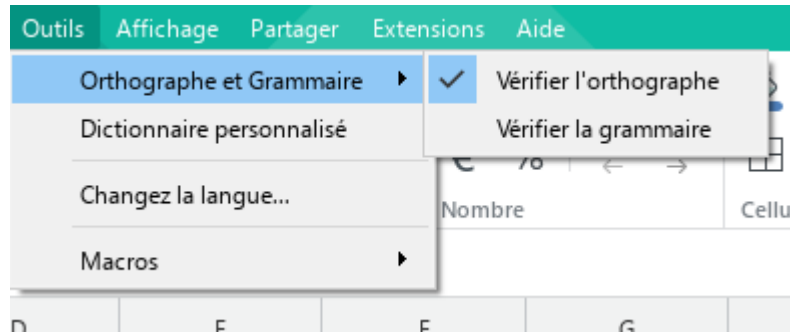 Outils Affichage Partager Extensions Aide
Orthographe et Grammaire
Vérifier l'orthographe
Dictionnaire personnalisé
Vérifier la grammaire
Changez la langue...
Nombre
Cellu
Macros
G